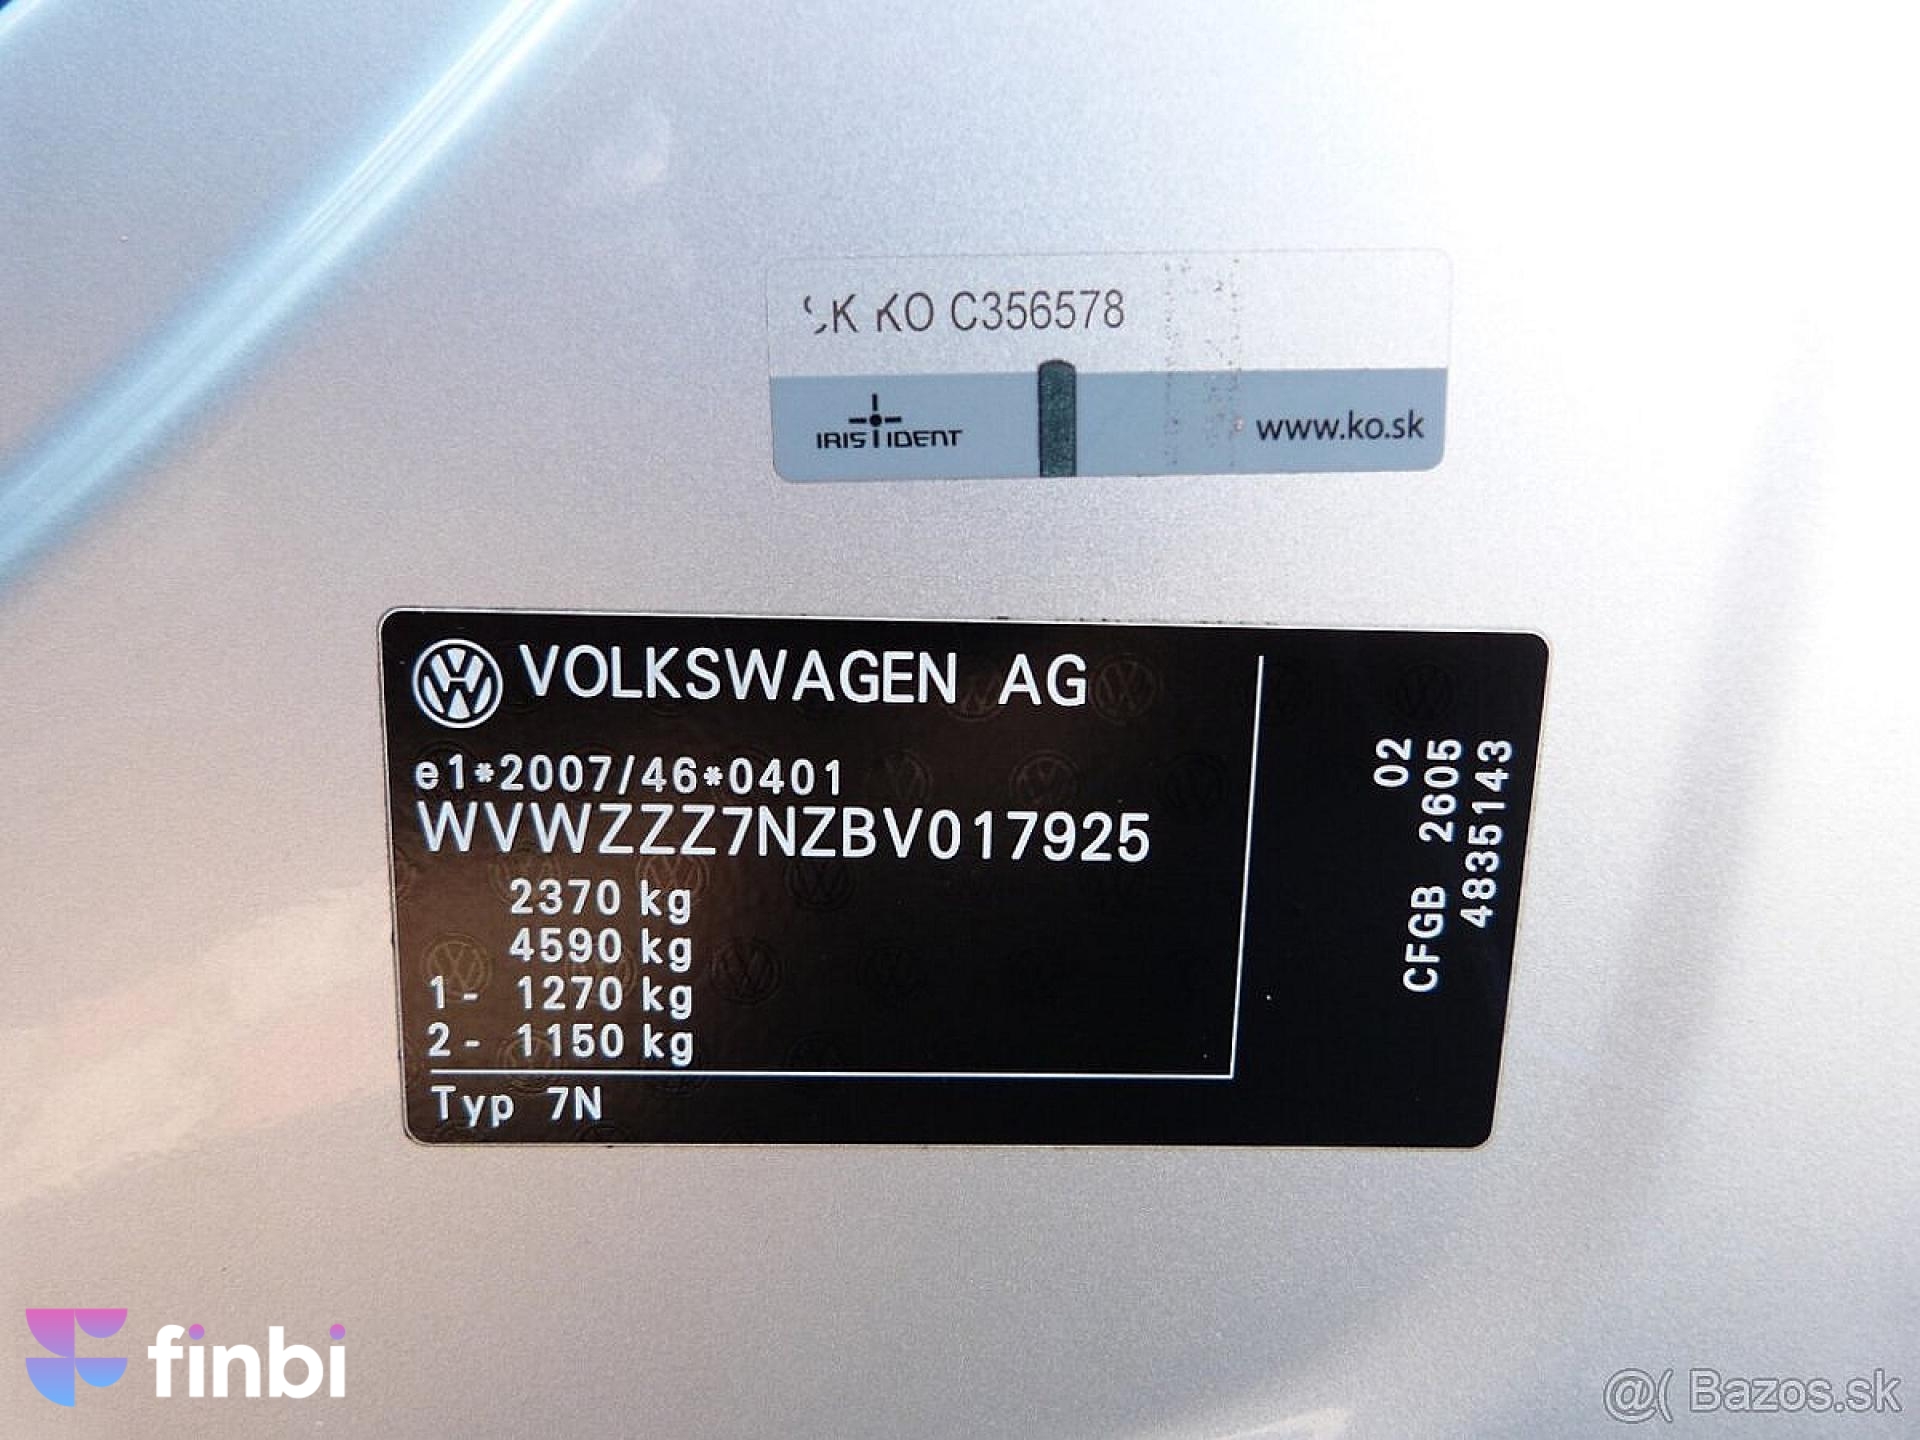 SK KO C356578
IRIS IDENT
www.ko.sk
VOLKSWAGEN AG
e1*2007/46*0401
WVWZZZ7NZBV017925
2370 kg
4590 kg
1- 1270 kg
2- 1150 kg
Typ 7N
02
CFGB 2605
4835143
finbi
@( Bazos.sk